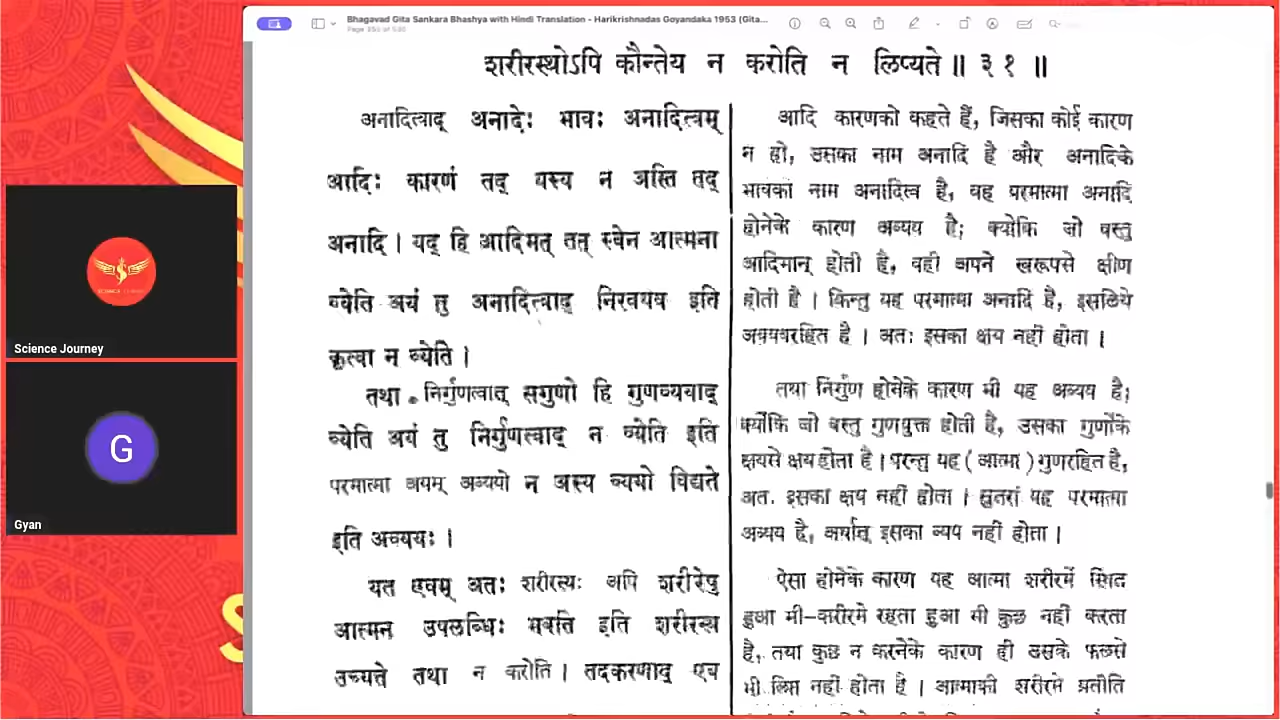 Bhagavad Gita Sankara Bhashya with Hindi Translation - Harikrishnadas Goyandaka 1953 (Gita...
Page 350 of 530
शरीरस्थोऽपि कौन्तेय न करोति न लिप्यते ॥ ३१ ॥
अनादित्वाद् अनादेः भावः अनादित्वम्
आदिः कारणं तद् यस्य न अस्ति तद्
अनादि । यद् हि आदिमत् तत् स्वेन आत्मना
व्येति अयं तु अनादित्वाद् निरवयव इति
कृत्वा न व्येति ।
तथा निर्गुणत्वात् सगुणो हि गुणव्ययाद्
व्येति अयं तु निर्गुणत्वाद् न व्येति इति
परमात्मा अयम् अव्ययो न अस्य व्ययो विद्यते
इति अव्ययः ।
यत एवम् अतः शरीरस्थः अपि शरीरेषु
आत्मन उपलब्धिः भवति इति शरीरस्थ
उच्यते तथा न करोति । तदकरणाद् एव
आदि कारणको कहते हैं, जिसका कोई कारण
न हो, उसका नाम अनादि है और अनादिके
भावका नाम अनादित्व है, यह परमात्मा अनादि
होनेके कारण अव्यय है; क्योंकि जो वस्तु
आदिमान् होती है, वही अपने स्वरूपसे क्षीण
होती है । किन्तु यह परमात्मा अनादि है, इसलिये
अवयवरहित है । अतः इसका क्षय नहीं होता ।
तथा निर्गुण होनेके कारण भी यह अव्यय है;
क्योंकि जो वस्तु गुणयुक्त होती है, उसका गुणोंके
क्षयसे क्षय होता है । परन्तु यह ( आत्मा ) गुणरहित है,
अत. इसका क्षय नहीं होता । सुतरां यह परमात्मा
अव्यय है, अर्थात् इसका व्यय नहीं होता ।
ऐसा होनेके कारण यह आत्मा शरीरमें स्थित
हुआ भी–शरीरमे रहता हुआ भी कुछ नहीं करता
है, तथा कुछ न करनेके कारण ही उसके फलसे
भी लिप्त नहीं होता है । आत्माकी शरीरमे प्रतीति
Science Journey
G
Gyan